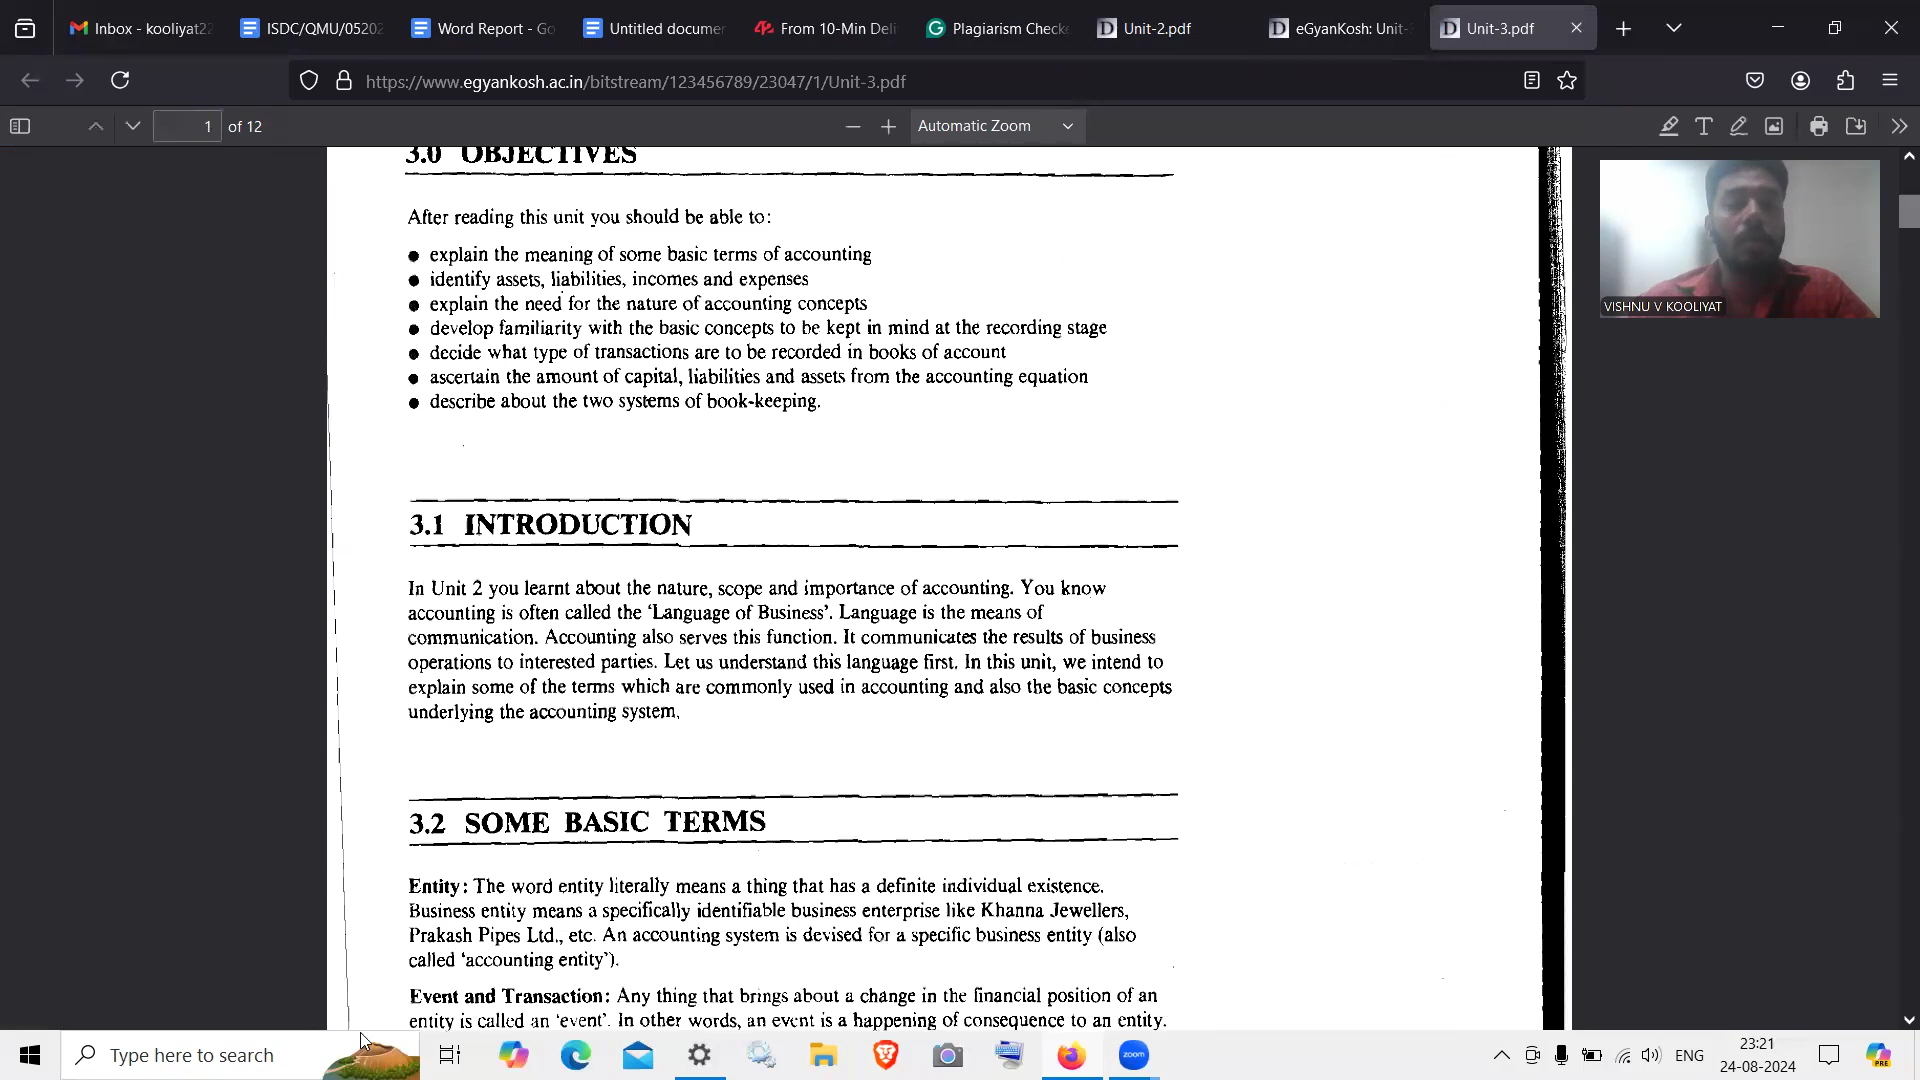 Inbox - kooliyat22
ISDC/QMU/05202
Word Report - Go
Untitled documen
From 10-Min Deli
Plagiarism Checke
Unit-2.pdf
eGyanKosh: Unit-3
Unit-3.pdf
https://www.egyankosh.ac.in/bitstream/123456789/23047/1/Unit-3.pdf
1 of 12
Automatic Zoom
3.0 OBJECTIVES
After reading this unit you should be able to:
● explain the meaning of some basic terms of accounting
● identify assets, liabilities, incomes and expenses
● explain the need for the nature of accounting concepts
● develop familiarity with the basic concepts to be kept in mind at the recording stage
● decide what type of transactions are to be recorded in books of account
● ascertain the amount of capital, liabilities and assets from the accounting equation
● describe about the two systems of book-keeping.
VISHNU V KOOLIYAT
3.1 INTRODUCTION
In Unit 2 you learnt about the nature, scope and importance of accounting. You know
accounting is often called the ‘Language of Business’. Language is the means of
communication. Accounting also serves this function. It communicates the results of business
operations to interested parties. Let us understand this language first. In this unit, we intend to
explain some of the terms which are commonly used in accounting and also the basic concepts
underlying the accounting system.
3.2 SOME BASIC TERMS
Entity: The word entity literally means a thing that has a definite individual existence.
Business entity means a specifically identifiable business enterprise like Khanna Jewellers,
Prakash Pipes Ltd., etc. An accounting system is devised for a specific business entity (also
called ‘accounting entity’).
Event and Transaction: Any thing that brings about a change in the financial position of an
entity is called an ‘event’. In other words, an event is a happening of consequence to an entity.
Type here to search
zoom
ENG
23:21
24-08-2024
PRE